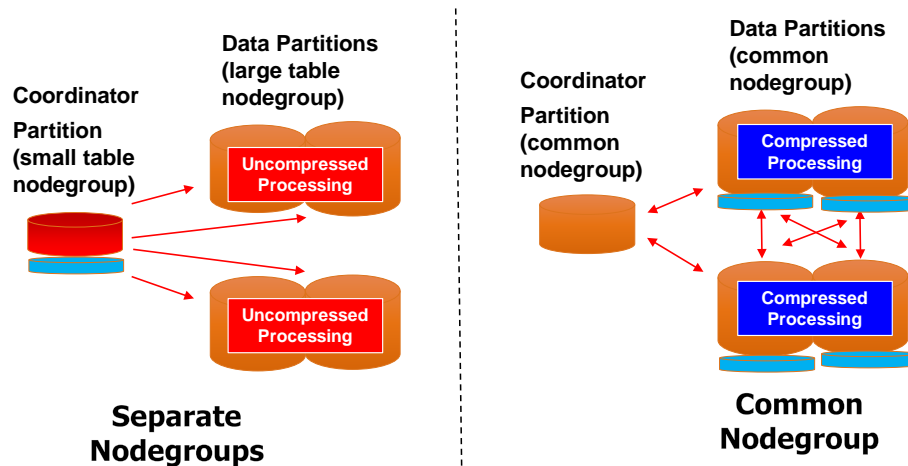 Data Partitions
(large table
nodegroup)
Coordinator
Partition
(small table
nodegroup)
Uncompressed
Processing
Uncompressed
Processing
Separate
Nodegroups
Data Partitions
(common
nodegroup)
Coordinator
Partition
(common
nodegroup)
Compressed
Processing
Compressed
Processing
Common
Nodegroup